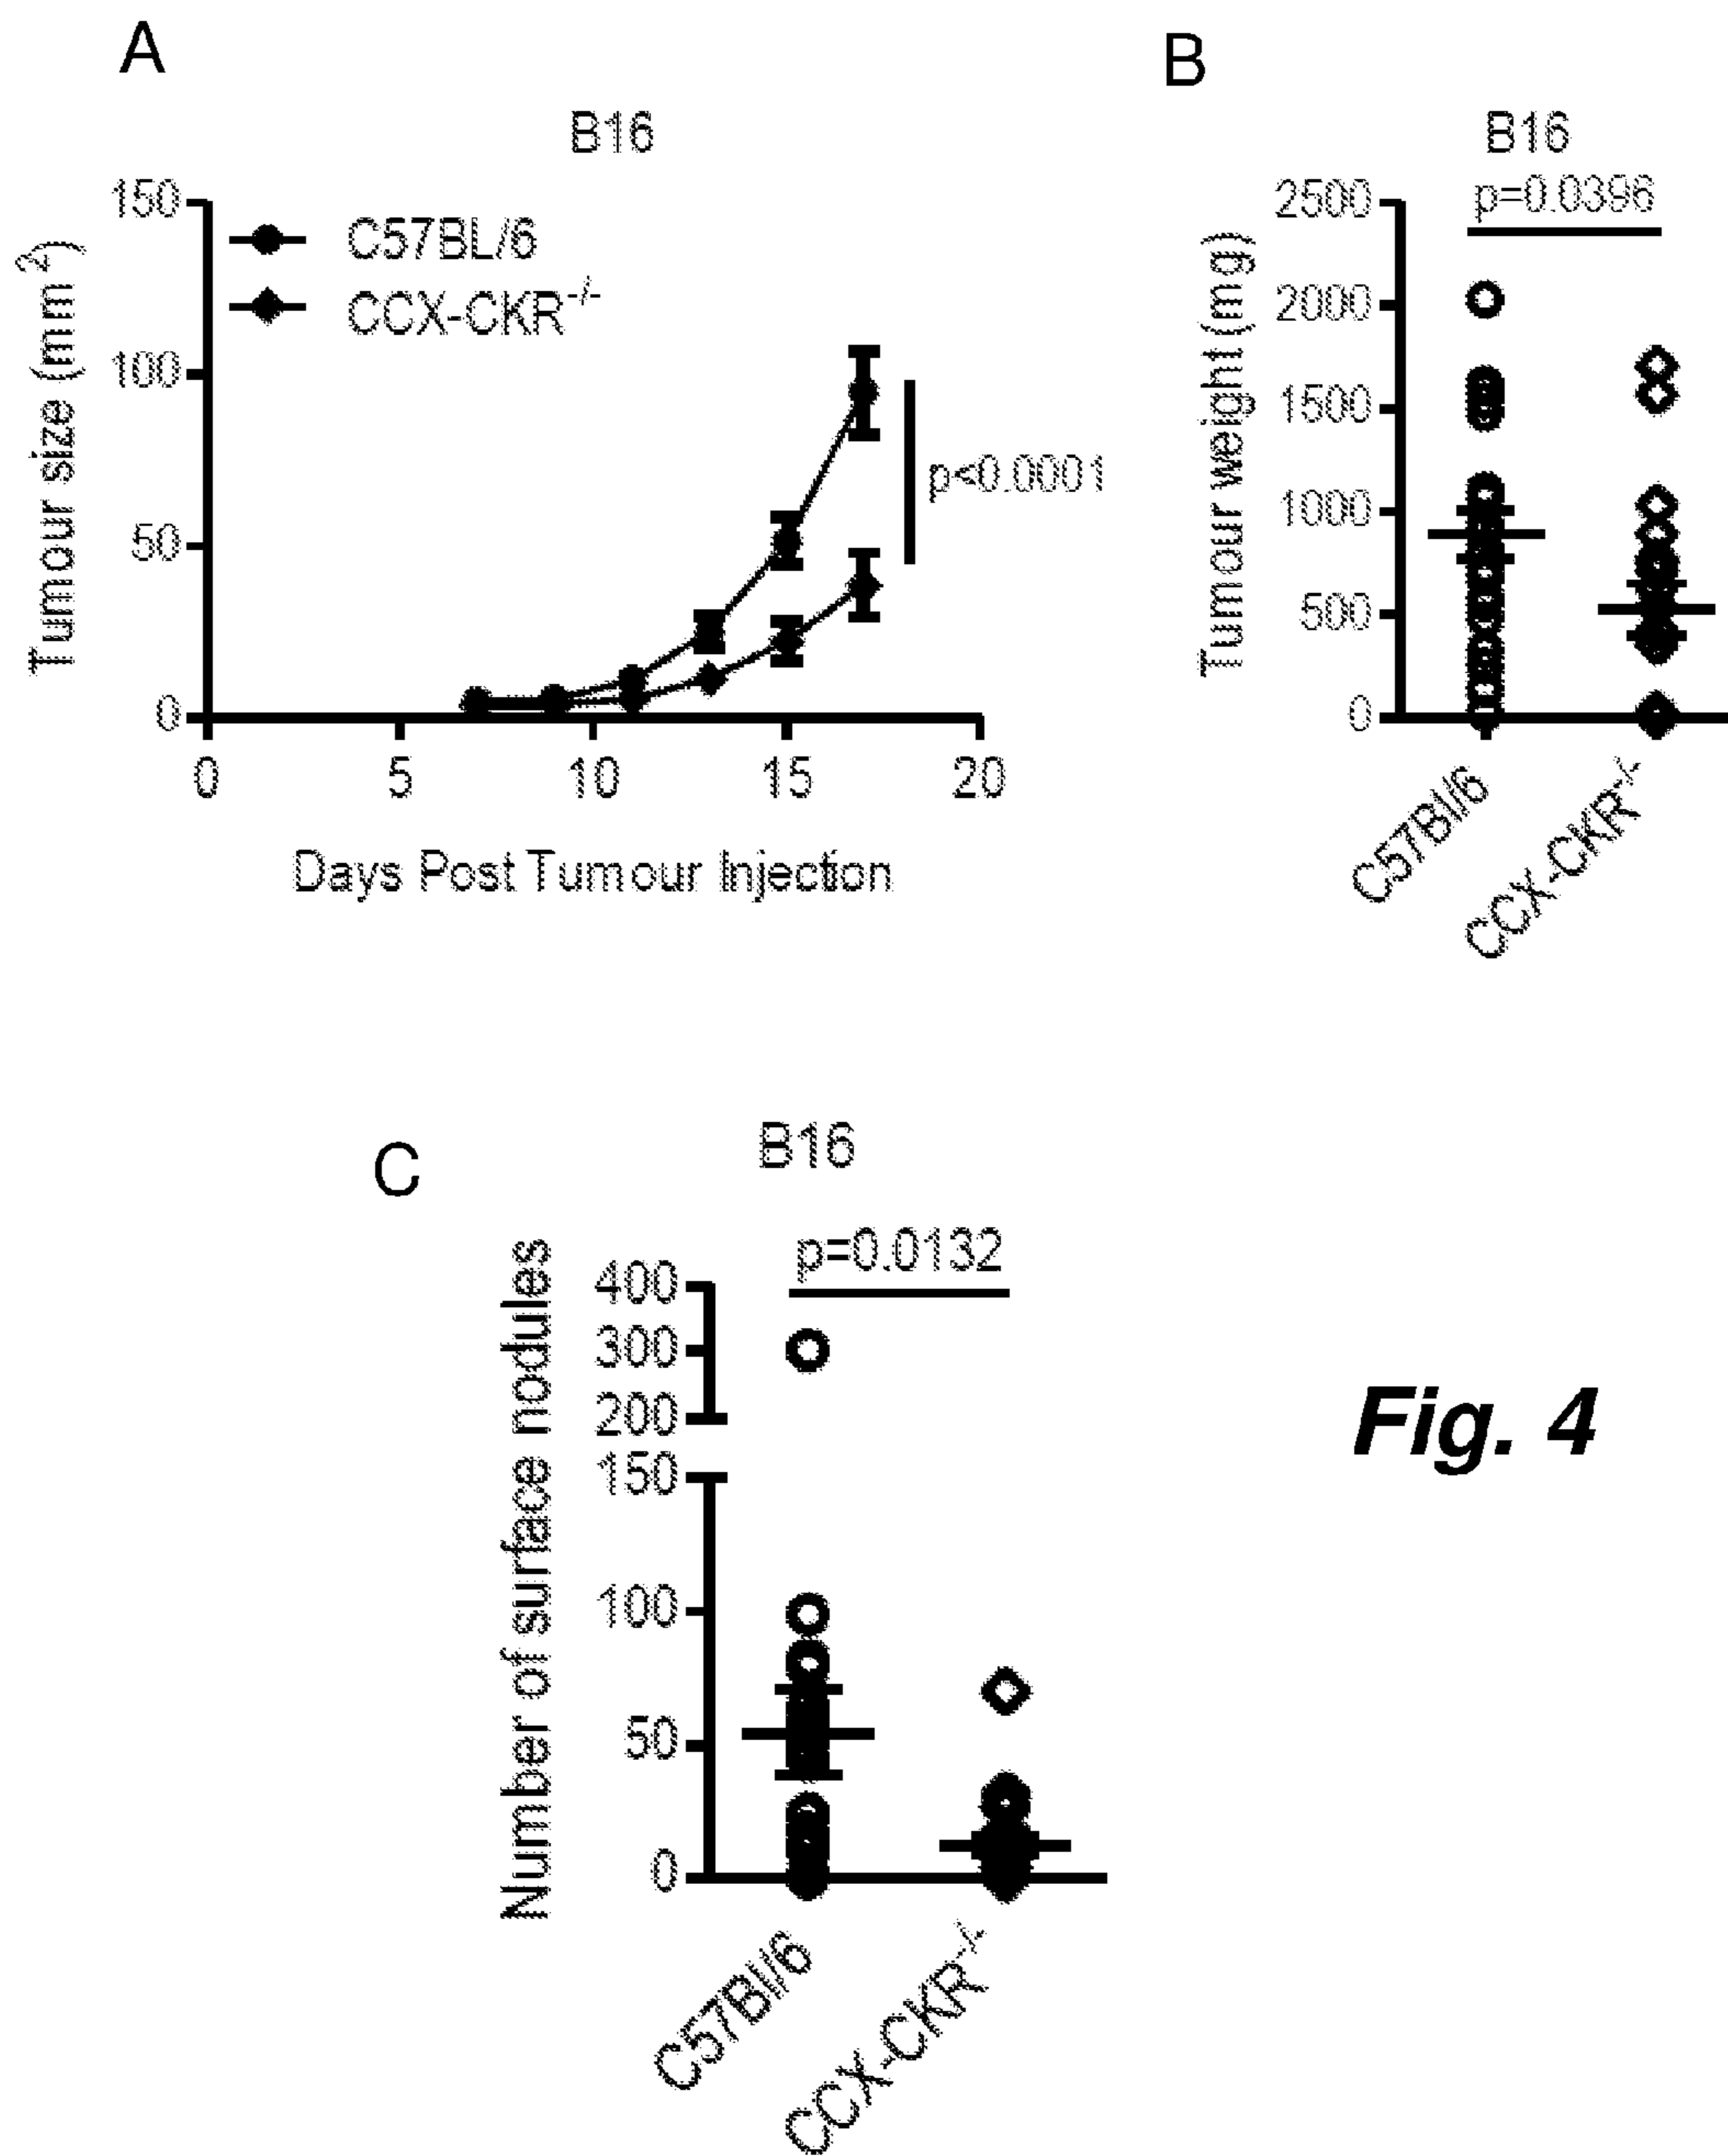 A
B16
Tumour size (mm²)
150
100
50
0
C57BL/6
CCX-CKR⁻/⁻
p<0.0001
0 5 10 15 20
Days Post Tumour Injection
B
B16
p=0.0396
Tumour weight (mg)
2500
2000
1500
1000
500
0
C57Bl/6
CCX-CKR⁻/⁻
C
B16
p=0.0132
Number of surface nodules
400
300
200
150
100
50
0
C57Bl/6
CCX-CKR⁻/⁻
Fig. 4